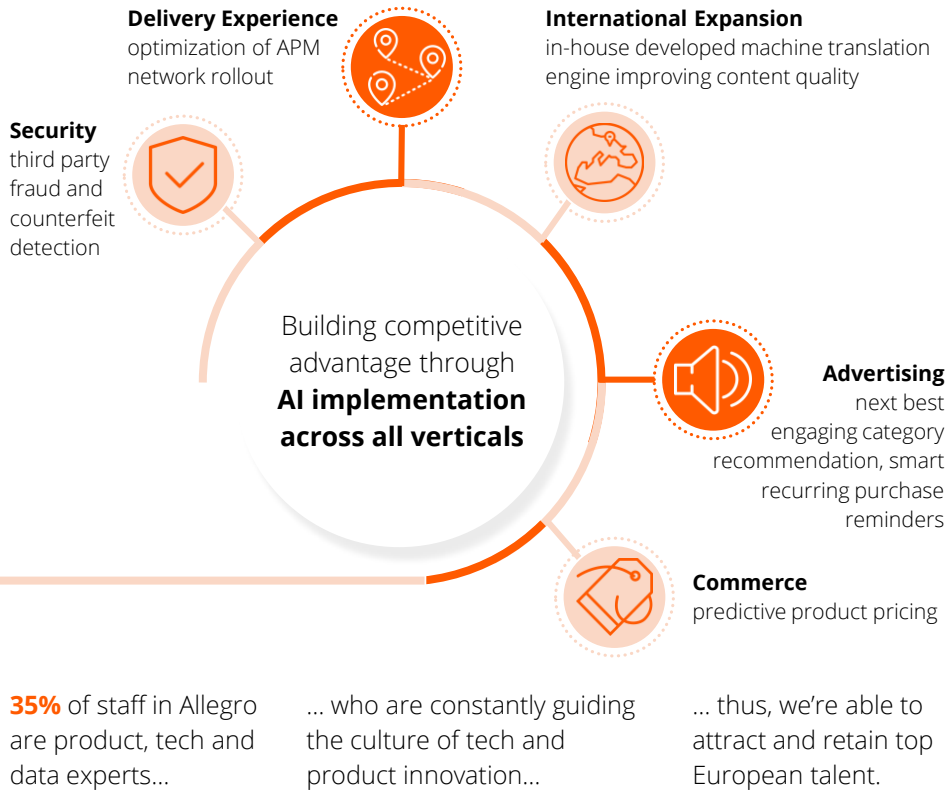 Delivery Experience
optimization of APM
network rollout
International Expansion
in-house developed machine translation
engine improving content quality
Security
third party
fraud and
counterfeit
detection
Building competitive
advantage through
AI implementation
across all verticals
Advertising
next best
engaging category
recommendation, smart
recurring purchase
reminders
Commerce
predictive product pricing
35% of staff in Allegro
are product, tech and
data experts...
... who are constantly guiding
the culture of tech and
product innovation...
... thus, we’re able to
attract and retain top
European talent.